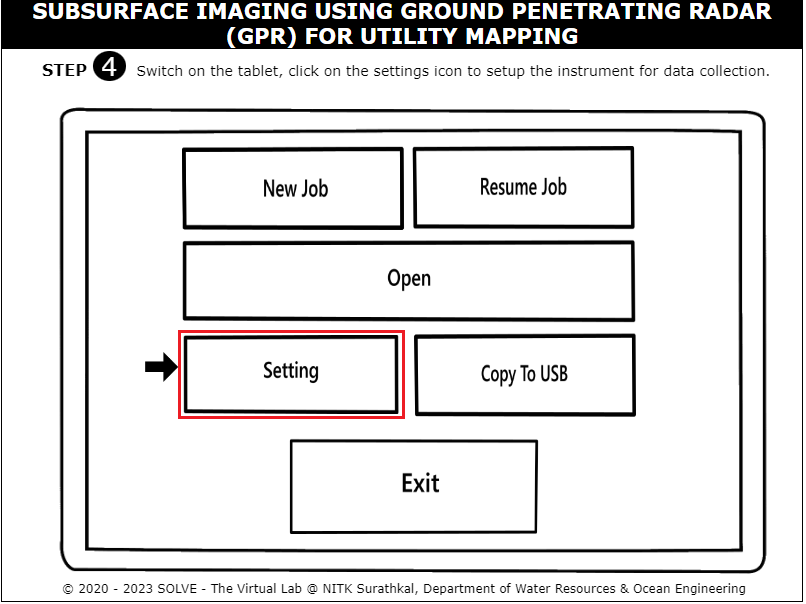 SUBSURFACE IMAGING USING GROUND PENETRATING RADAR
(GPR) FOR UTILITY MAPPING
STEP 4 Switch on the tablet, click on the settings icon to setup the instrument for data collection.
New Job
Resume Job
Open
Setting
Copy To USB
Exit
© 2020 - 2023 SOLVE - The Virtual Lab @ NITK Surathkal, Department of Water Resources & Ocean Engineering